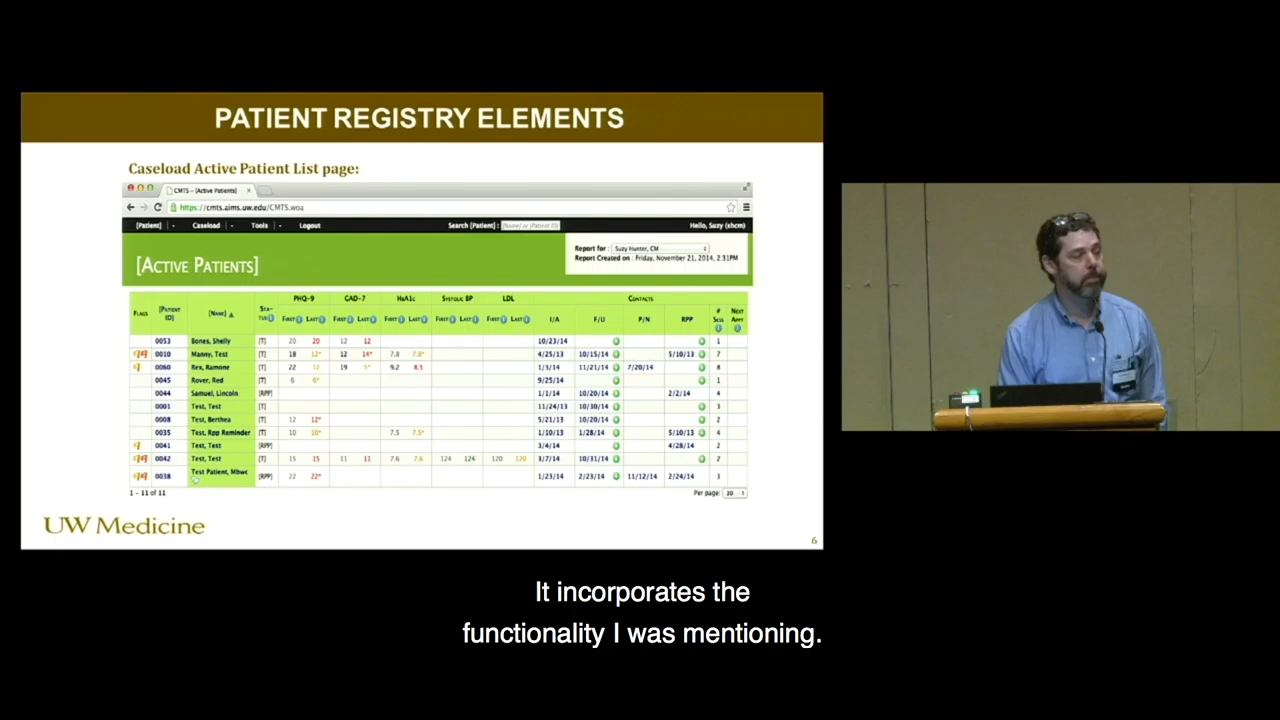 PATIENT REGISTRY ELEMENTS
Caseload Active Patient List page:
CMTS - [Active Patients]
https://cmts.aims.uw.edu/CMTS.woa
[Patient] Caseload Tools Logout Search [Patient] : [Name] or [Patient ID] Hello, Suzy (shcm)
Report for : Suzy Hunter, CM
Report Created on : Friday, November 21, 2014, 2:31PM
[ACTIVE PATIENTS]
PHQ-9 GAD-7 HBA1C SYSTOLIC BP LDL CONTACTS
FLAGS [PATIENT ID] [NAME] STATUS FIRST LAST FIRST LAST FIRST LAST FIRST LAST FIRST LAST I/A F/U P/N RPP # SESS NEXT APPT
0053 Bones, Shelly [T] 20 20 12 12 10/23/14 1
0010 Manny, Test [T] 18 12* 12 14* 7.8 7.8* 4/25/13 10/15/14 5/10/13 7
0060 Rex, Ramone [T] 22 12 19 5* 9.2 8.5 1/3/14 11/21/14 7/20/14 8
0045 Rover, Red [T] 6 6* 9/25/14 1
0044 Samuel, Lincoln [RPP] 1/1/14 10/20/14 2/2/14 4
0001 Test, Test [T] 11/24/13 10/30/14 3
0008 Test, Berthea [T] 12 12* 5/21/13 10/20/14 2
0035 Test, Rpp Reminder [T] 10 10* 7.5 7.5* 1/10/13 1/28/14 5/10/13 4
0041 Test, Test [RPP] 3/4/14 4/28/14 2
0042 Test, Test [T] 15 15 11 11 7.6 7.6 124 124 120 120 3/7/14 10/31/14 2
0038 Test Patient, Mbwc [RPP] 22 22* 1/23/14 2/23/14 11/12/14 2/24/14 3
1 - 11 of 11 Per page: 30
UW Medicine
6
It incorporates the
functionality I was mentioning.